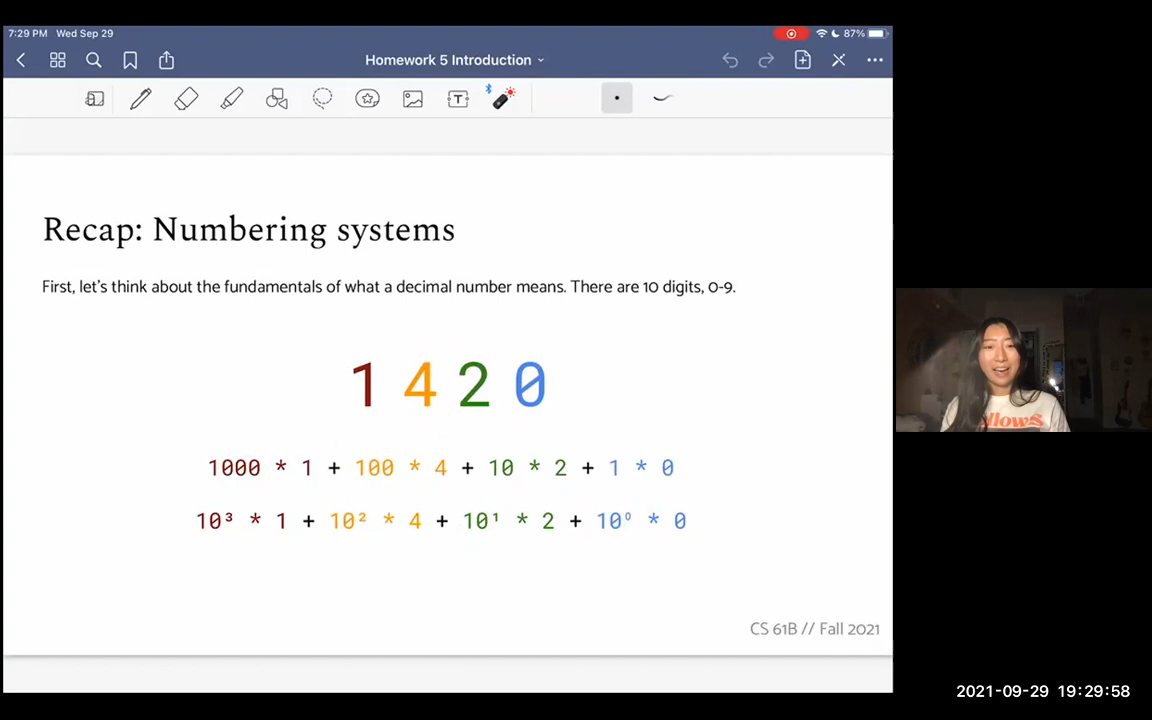 7:29 PM Wed Sep 29
87%
Homework 5 Introduction
T
Recap: Numbering systems
First, let's think about the fundamentals of what a decimal number means. There are 10 digits, 0-9.
1 4 2 0
1000 * 1 + 100 * 4 + 10 * 2 + 1 * 0
10³ * 1 + 10² * 4 + 10¹ * 2 + 10⁰ * 0
CS 61B // Fall 2021
2021-09-29 19:29:58